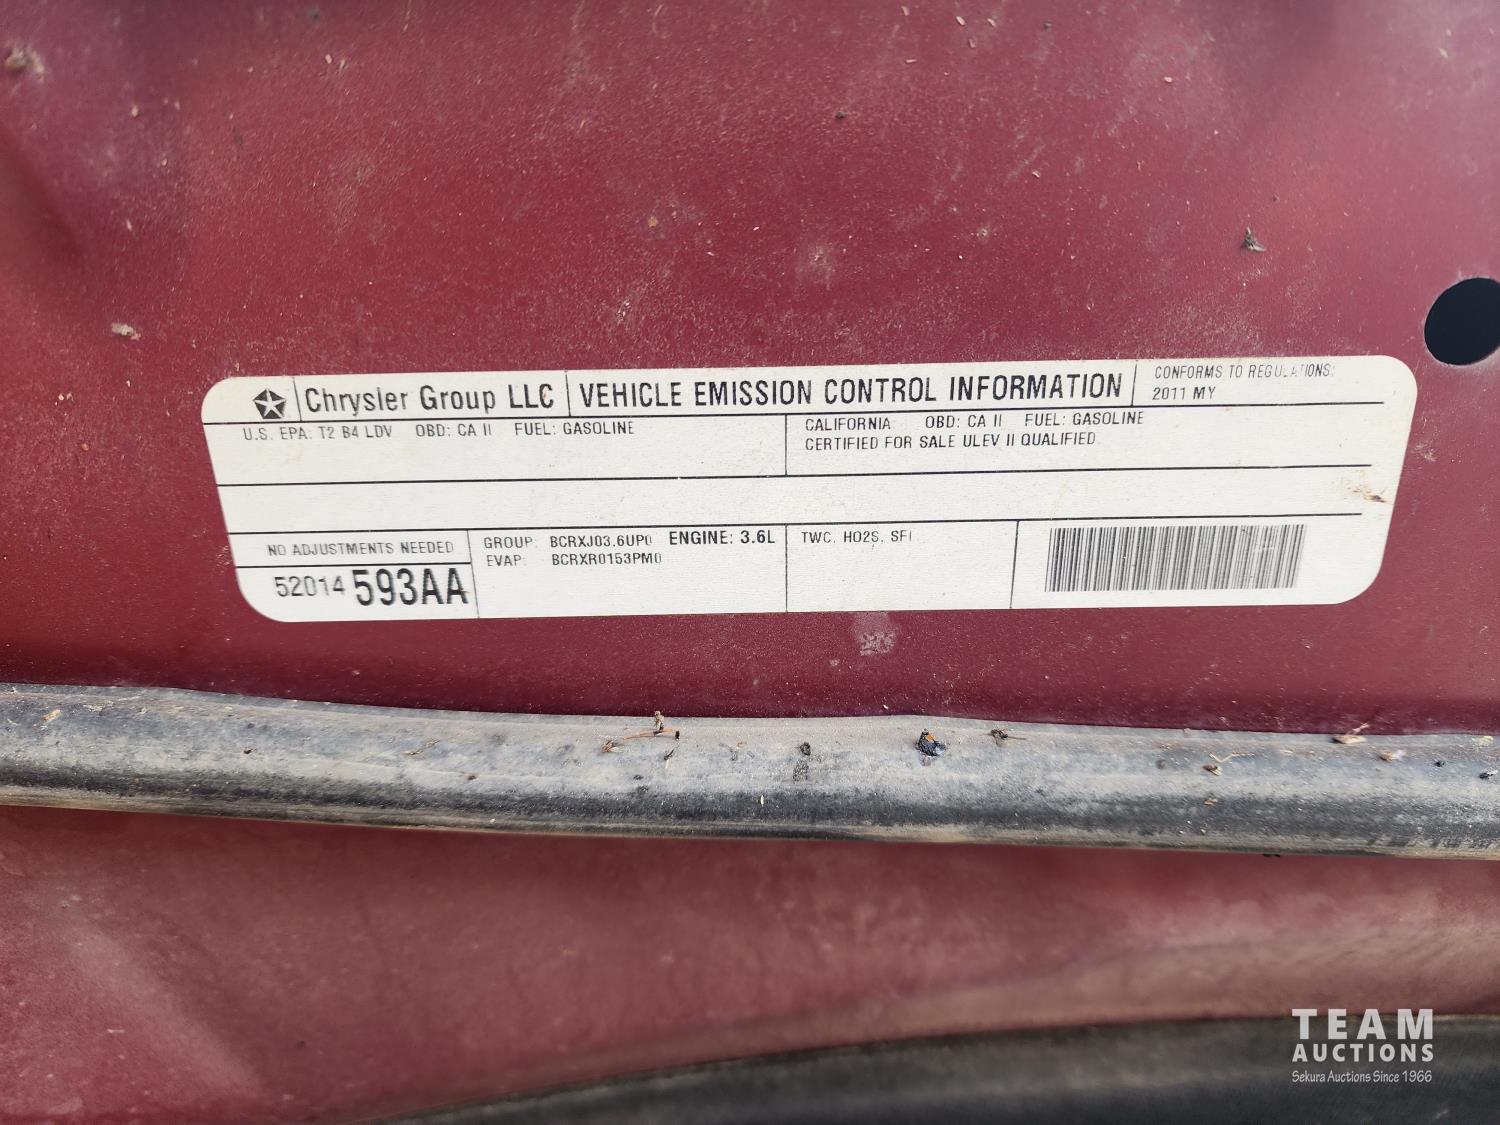 Chrysler Group LLC VEHICLE EMISSION CONTROL INFORMATION
CONFORMS TO REGULATIONS:
2011 MY
U.S. EPA: T2 B4 LDV OBD: CA II FUEL: GASOLINE
CALIFORNIA: OBD: CA II FUEL: GASOLINE
CERTIFIED FOR SALE ULEV II QUALIFIED
NO ADJUSTMENTS NEEDED
52014 593AA
GROUP: BCRXJ03.6UP0 ENGINE: 3.6L
EVAP: BCRXR0153PM0
TWC, HO2S, SFI
TEAM
AUCTIONS
Sekura Auctions Since 1966